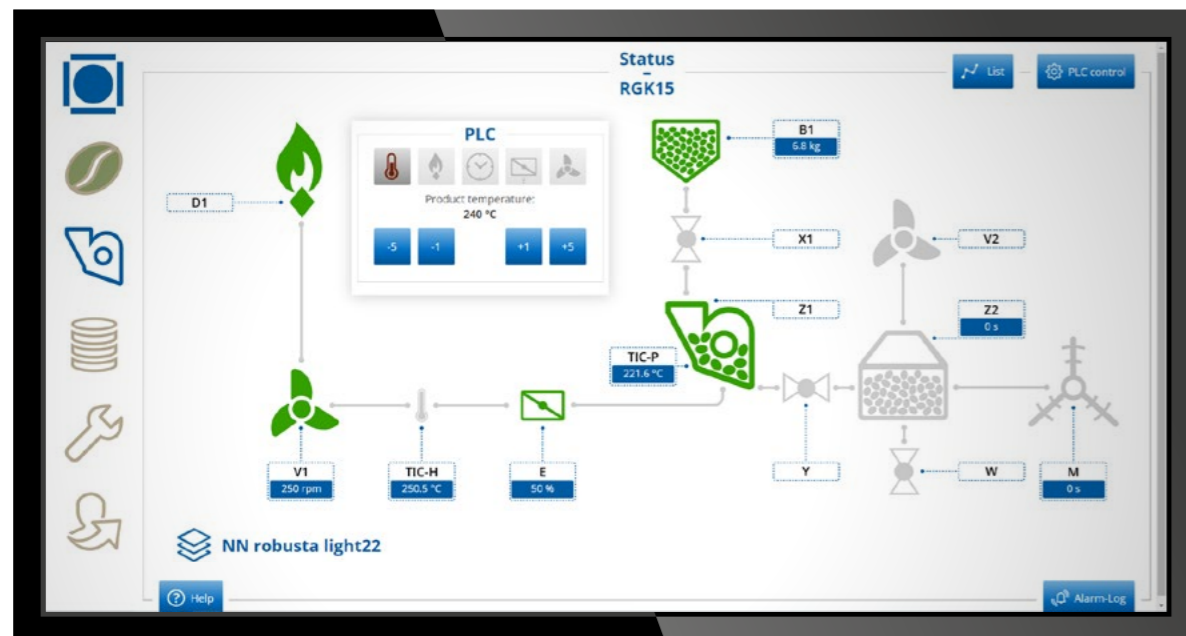 Status
–
RGK15
List
PLC control
PLC
Product temperature:
240 °C
-5
-1
+1
+5
D1
B1
6.8 kg
X1
V2
Z1
Z2
0 s
TIC-P
221.6 °C
V1
250 rpm
TIC-H
250.5 °C
E
50 %
Y
W
M
0 s
NN robusta light22
Help
Alarm-Log